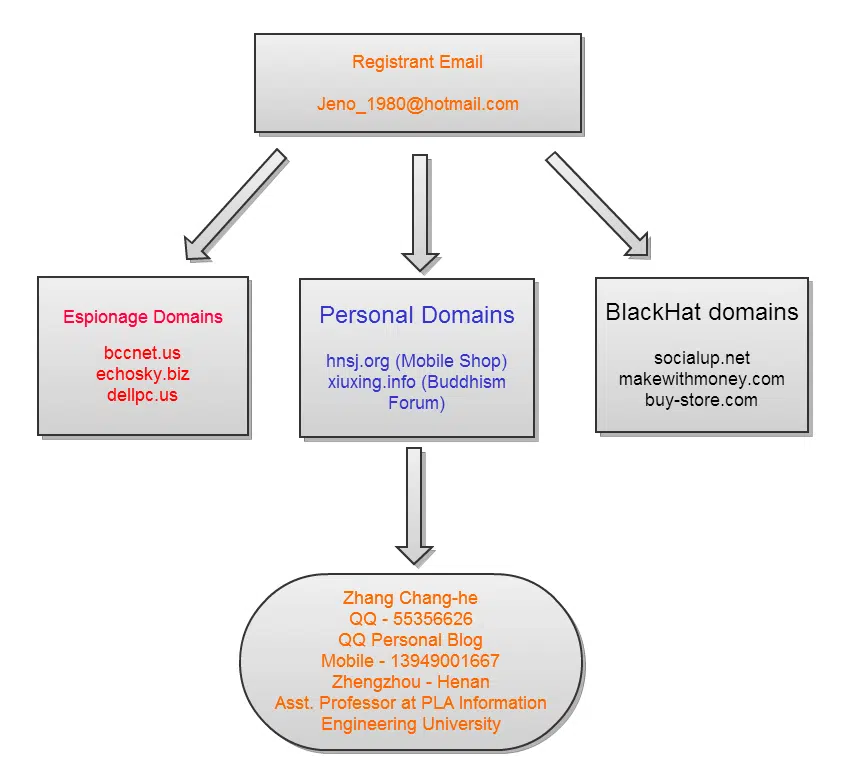 Registrant Email
Jeno_1980@hotmail.com
Espionage Domains
bccnet.us
echosky.biz
dellpc.us
Personal Domains
hnsj.org (Mobile Shop)
xiuxing.info (Buddhism
Forum)
BlackHat domains
socialup.net
makewithmoney.com
buy-store.com
Zhang Chang-he
QQ - 55356626
QQ Personal Blog
Mobile - 13949001667
Zhengzhou - Henan
Asst. Professor at PLA Information
Engineering University